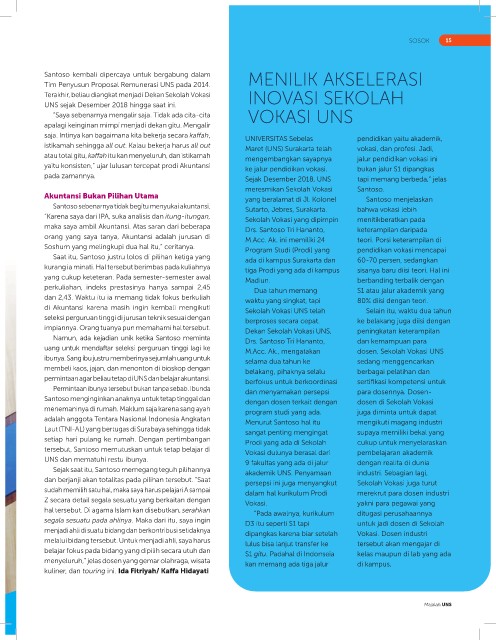 SOSOK 15
Santoso kembali dipercaya untuk bergabung dalam
Tim Penyusun Proposal Remunerasi UNS pada 2014.
Terakhir, beliau diangkat menjadi Dekan Sekolah Vokasi
UNS sejak Desember 2018 hingga saat ini.
"Saya sebenarnya mengalir saja. Tidak ada cita-cita
apalagi keinginan mimpi menjadi dekan gitu. Mengalir
saja. Intinya kan bagaimana kita bekerja secara kaffah,
istikamah sehingga all out. Kalau bekerja harus all out
atau total gitu, kaffah itu kan menyeluruh, dan istikamah
yaitu konsisten," ujar lulusan tercepat prodi Akuntansi
pada zamannya.
Akuntansi Bukan Pilihan Utama
Santoso sebenarnya tidak begitu menyukai akuntansi.
"Karena saya dari IPA, suka analisis dan itung-itungan,
maka saya ambil Akuntansi. Atas saran dari beberapa
orang yang saya tanya. Akuntansi adalah jurusan di
Soshum yang melingkupi dua hal itu," ceritanya.
Saat itu, Santoso justru lolos di pilihan ketiga yang
kurang ia minati. Hal tersebut berimbas pada kuliahnya
yang cukup keseteran. Pada semester-semester awal
perkuliahan, indeks prestasinya hanya sampai 2,45
dan 2,43. Waktu itu ia memang tidak fokus berkuliah
di Akuntansi karena masih ingin kembali mengikuti
seleksi perguruan tinggi di jurusan teknik sesuai dengan
impiannya. Orang tuanya pun memahami hal tersebut.
Namun, ada kejadian unik ketika Santoso meminta
uang untuk mendaftar seleksi perguruan tinggi lagi ke
ibunya. Sang ibu justru memberinya sejumlah uang untuk
membeli kaos, jajan, dan menonton di bioskop dengan
permintaan agar beliau tetap di UNS dan belajar akuntansi.
Permintaan ibunya tersebut bukan tanpa sebab. Ibunda
Santoso menginginkan anaknya untuk tetap tinggal dan
menemaninya di rumah. Maklum saja karena sang ayah
adalah anggota Tentara Nasional Indonesia Angkatan
Laut (TNI-AL) yang bertugas di Surabaya sehingga tidak
setiap hari pulang ke rumah. Dengan pertimbangan
tersebut, Santoso memutuskan untuk tetap belajar di
UNS dan mematuhi restu ibunya.
Sejak saat itu, Santoso memegang teguh pilihannya
dan berjanji akan totalitas pada pilihan tersebut. "Saat
sudah memilih satu hal, maka saya harus pelajari A sampai
Z secara detail segala sesuatu yang berkaitan dengan
hal tersebut. Di agama Islam kan disebutkan, serahkan
segala sesuatu pada ahlinya. Maka dari itu, saya ingin
menjadi ahli di suatu bidang dan berkontribusi setidaknya
melalui bidang tersebut. Untuk menjadi ahli, saya harus
belajar fokus pada bidang yang dipilih secara utuh dan
menyeluruh," jelas dosen yang gemar olahraga, wisata
kuliner, dan touring ini. Ida Fitriyah/ Kaffa Hidayati
MENILIK AKSELERASI
INOVASI SEKOLAH
VOKASI UNS
UNIVERSITAS Sebelas
Maret (UNS) Surakarta telah
mengembangkan sayapnya
ke jalur pendidikan vokasi.
Sejak Desember 2018, UNS
meresmikan Sekolah Vokasi
yang beralamat di Jl. Kolonel
Sutarto, Jebres, Surakarta.
Sekolah Vokasi yang dipimpin
Drs. Santoso Tri Hananto,
M.Acc. Ak. ini memiliki 24
Program Studi (Prodi) yang
ada di kampus Surakarta dan
tiga Prodi yang ada di kampus
Madiun.
Dua tahun memang
waktu yang singkat, tapi
Sekolah Vokasi UNS telah
berproses secara cepat.
Dekan Sekolah Vokasi UNS,
Drs. Santoso Tri Hananto,
M.Acc. Ak., mengatakan
selama dua tahun ke
belakang, pihaknya selalu
berfokus untuk berkoordinasi
dan menyamakan persepsi
dengan dosen terkait dengan
program studi yang ada.
Menurut Santoso hal itu
sangat penting mengingat
Prodi yang ada di Sekolah
Vokasi dulunya berasal dari
9 fakultas yang ada di jalur
akademik UNS. Penyamaan
persepsi ini juga menyangkut
dalam hal kurikulum Prodi
Vokasi.
"Pada awalnya, kurikulum
D3 itu seperti S1 tapi
dipangkas karena biar setelah
lulus bisa lanjut transfer ke
S1 gitu. Padahal di Indonesia
kan memang ada tiga jalur
pendidikan yaitu akademik,
vokasi, dan profesi. Jadi,
jalur pendidikan vokasi ini
bukan jalur S1 dipangkas
tapi memang berbeda," jelas
Santoso.
Santoso menjelaskan
bahwa vokasi lebih
menitikberatkan pada
keterampilan daripada
teori. Porsi keterampilan di
pendidikan vokasi mencapai
60-70 persen, sedangkan
sisanya baru diisi teori. Hal ini
berbanding terbalik dengan
S1 atau jalur akademik yang
80% diisi dengan teori.
Selain itu, waktu dua tahun
ke belakang juga diisi dengan
peningkatan keterampilan
dan kemampuan para
dosen. Sekolah Vokasi UNS
sedang menggencarkan
berbagai pelatihan dan
sertifikasi kompetensi untuk
para dosennya. Dosen-
dosen di Sekolah Vokasi
juga diminta untuk dapat
mengikuti magang industri
supaya memiliki bekal yang
cukup untuk menyelaraskan
pembelajaran akademik
dengan realita di dunia
industri. Sebagian lagi,
Sekolah Vokasi juga turut
merekrut para dosen industri
yakni para pegawai yang
ditugasi perusahaannya
untuk jadi dosen di Sekolah
Vokasi. Dosen industri
tersebut akan mengajar di
kelas maupun di lab yang ada
di kampus.
Majalah UNS